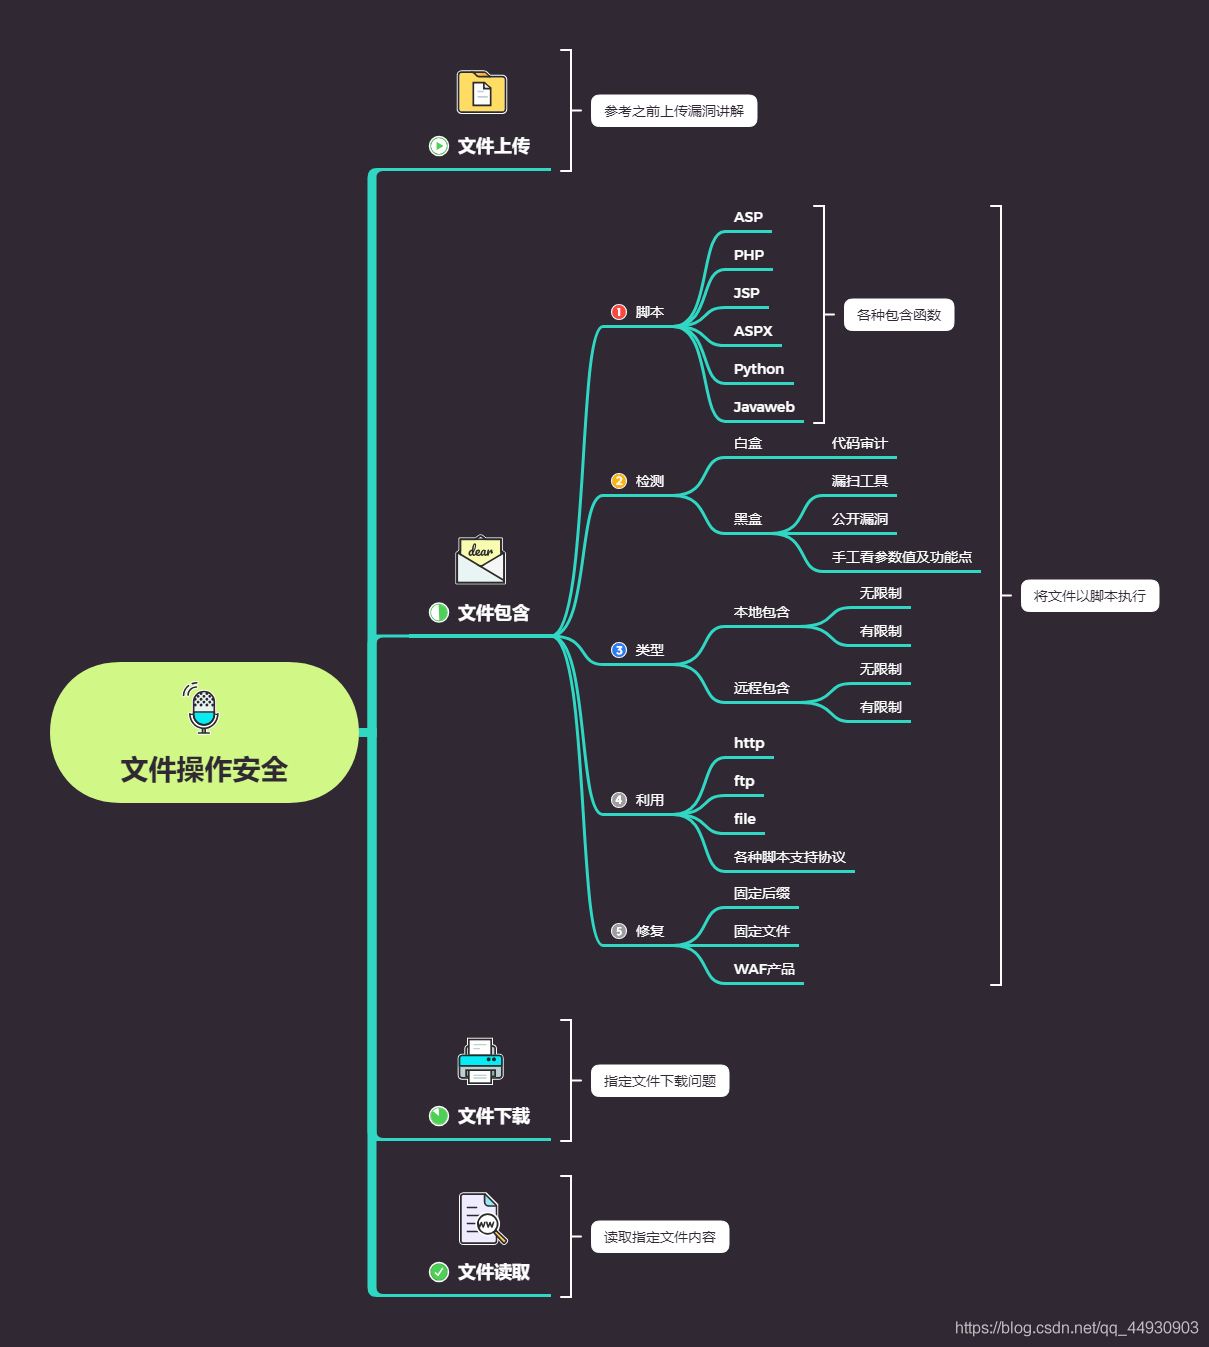 参考之前上传漏洞讲解
文件上传
ASP
PHP
JSP
ASPX
Python
Javaweb
各种包含函数
1 脚本
白盒
代码审计
2 检测
漏扫工具
黑盒
公开漏洞
手工看参数值及功能点
dear
文件包含
将文件以脚本执行
本地包含
无限制
有限制
3 类型
远程包含
无限制
有限制
文件操作安全
http
ftp
4 利用
file
各种脚本支持协议
固定后缀
5 修复
固定文件
WAF产品
指定文件下载问题
文件下载
WW
读取指定文件内容
文件读取
https://blog.csdn.net/qq_44930903